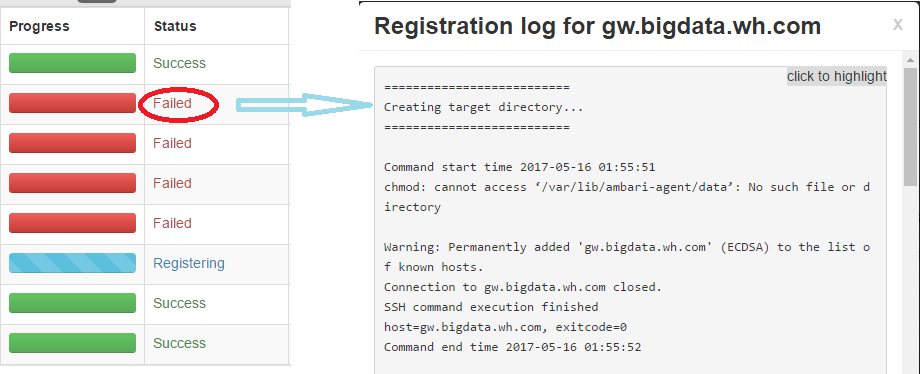 Progress Status
Success
Failed
Failed
Failed
Failed
Registering
Success
Success
Registration log for gw.bigdata.wh.com x
click to highlight
==========================
Creating target directory...
==========================
Command start time 2017-05-16 01:55:51
chmod: cannot access ‘/var/lib/ambari-agent/data’: No such file or d
irectory
Warning: Permanently added 'gw.bigdata.wh.com' (ECDSA) to the list o
f known hosts.
Connection to gw.bigdata.wh.com closed.
SSH command execution finished
host=gw.bigdata.wh.com, exitcode=0
Command end time 2017-05-16 01:55:52